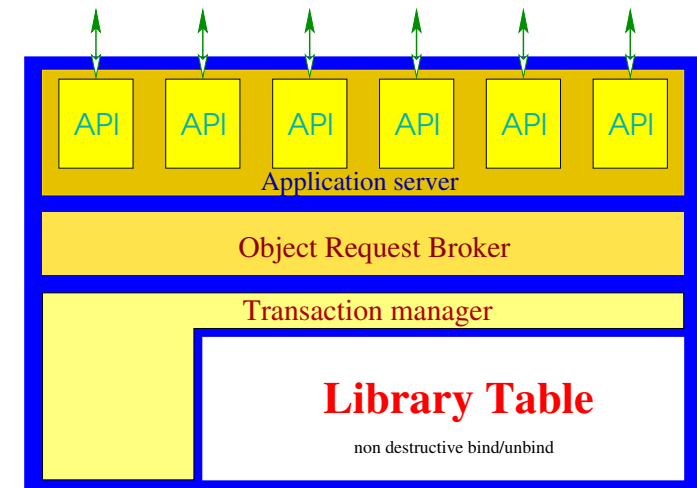 API API API API API API
Application server
Object Request Broker
Transaction manager
Library Table
non destructive bind/unbind